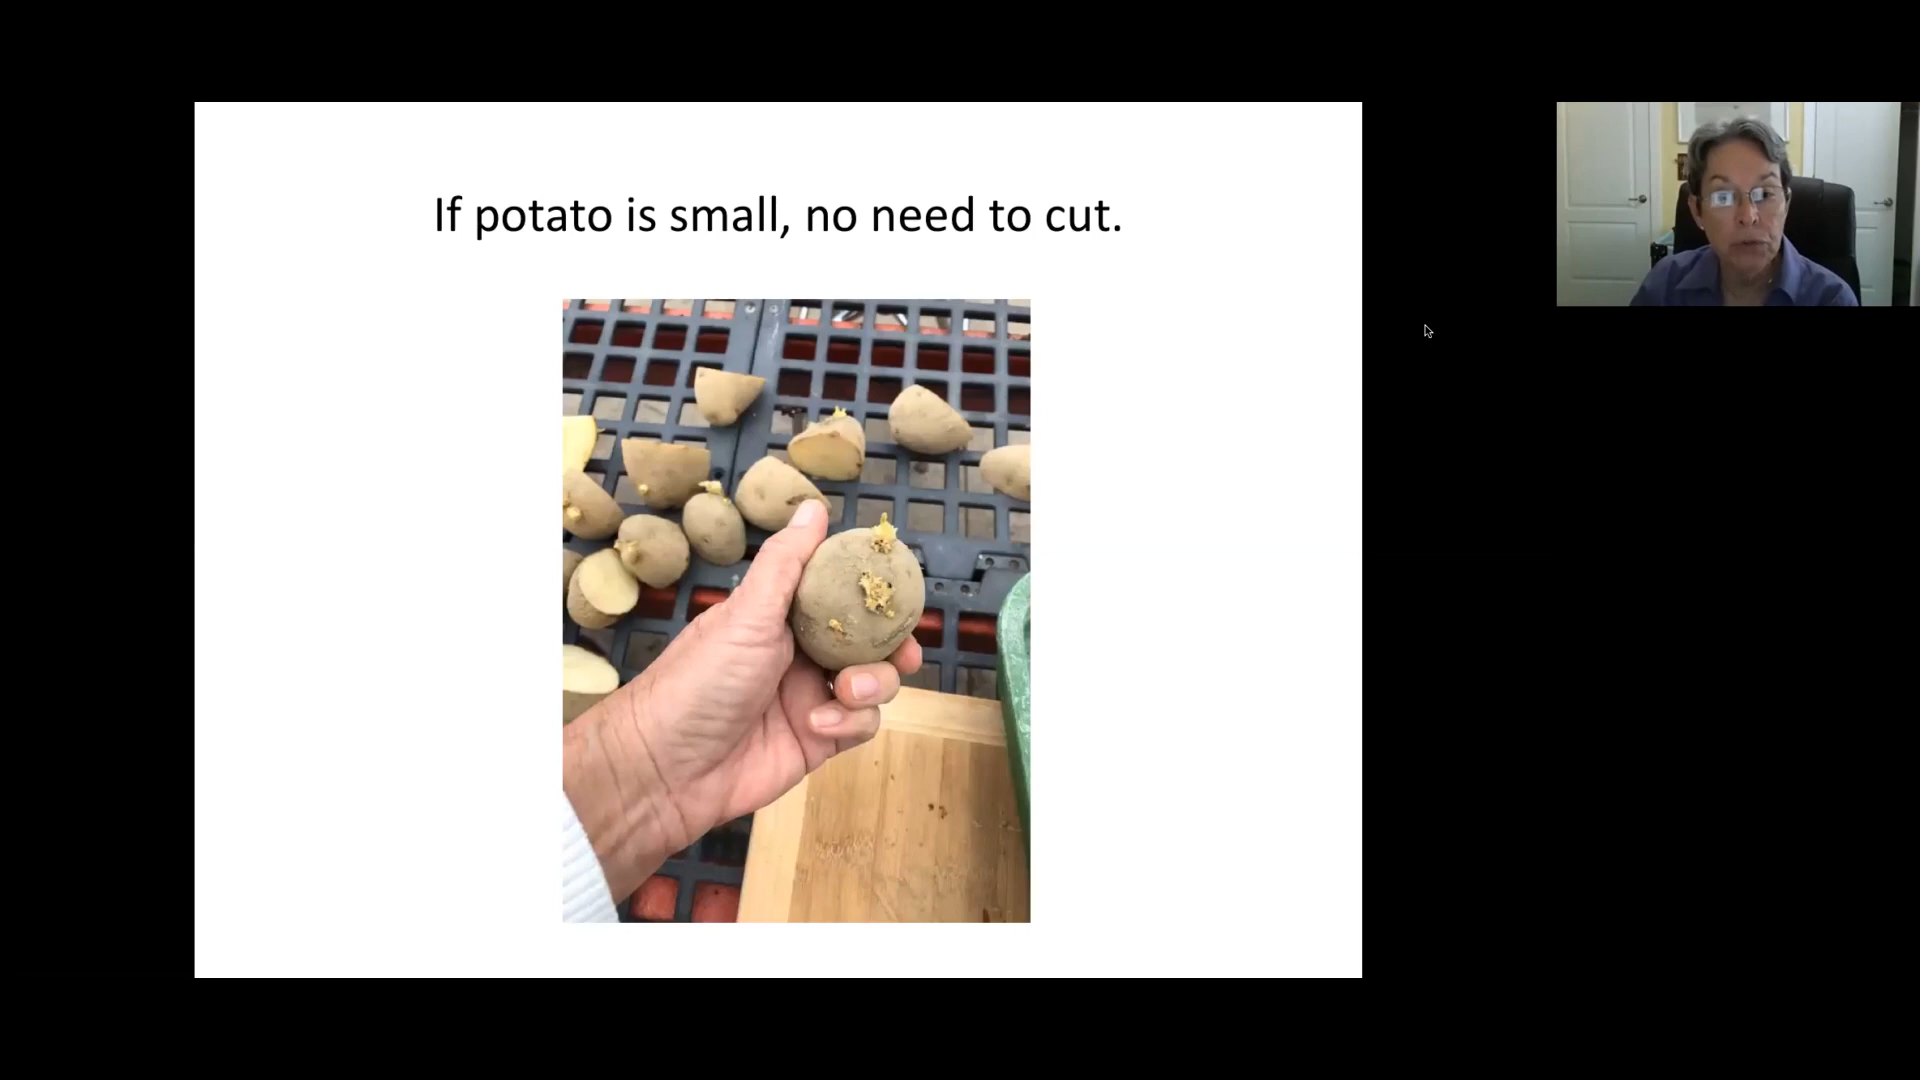 If potato is small, no need to cut.